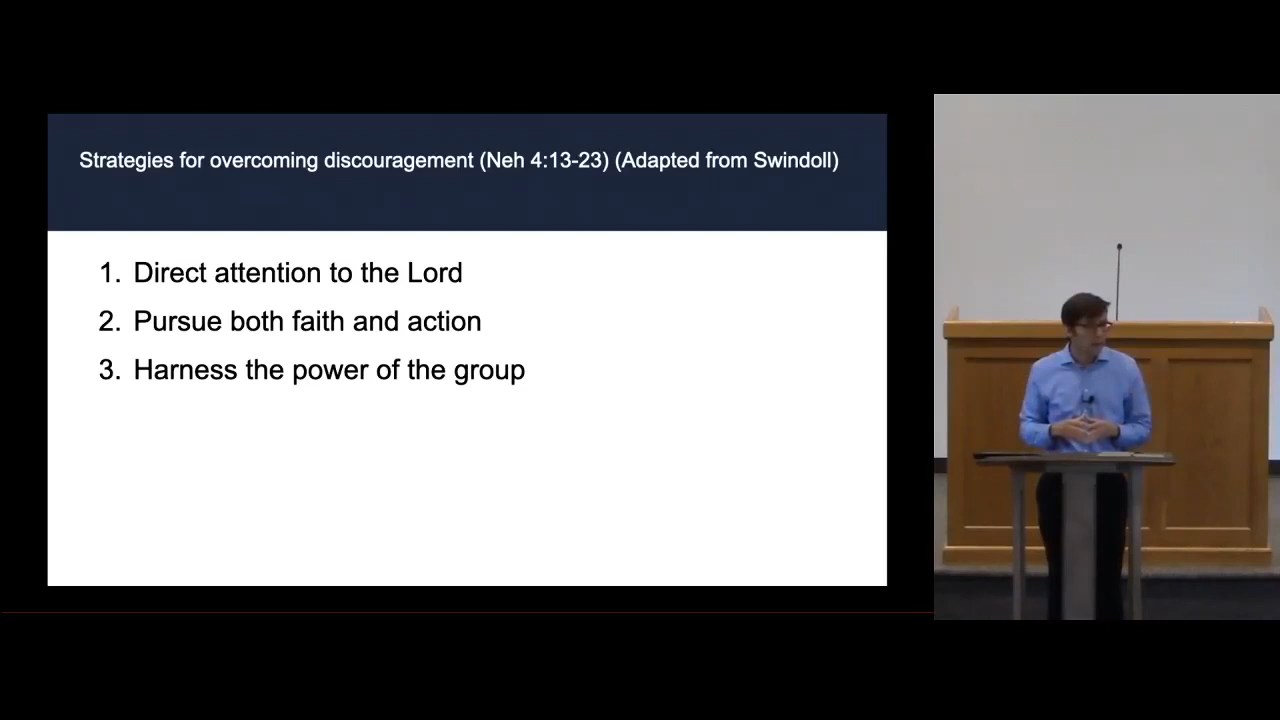 Strategies for overcoming discouragement (Neh 4:13-23) (Adapted from Swindoll)
1. Direct attention to the Lord
2. Pursue both faith and action
3. Harness the power of the group